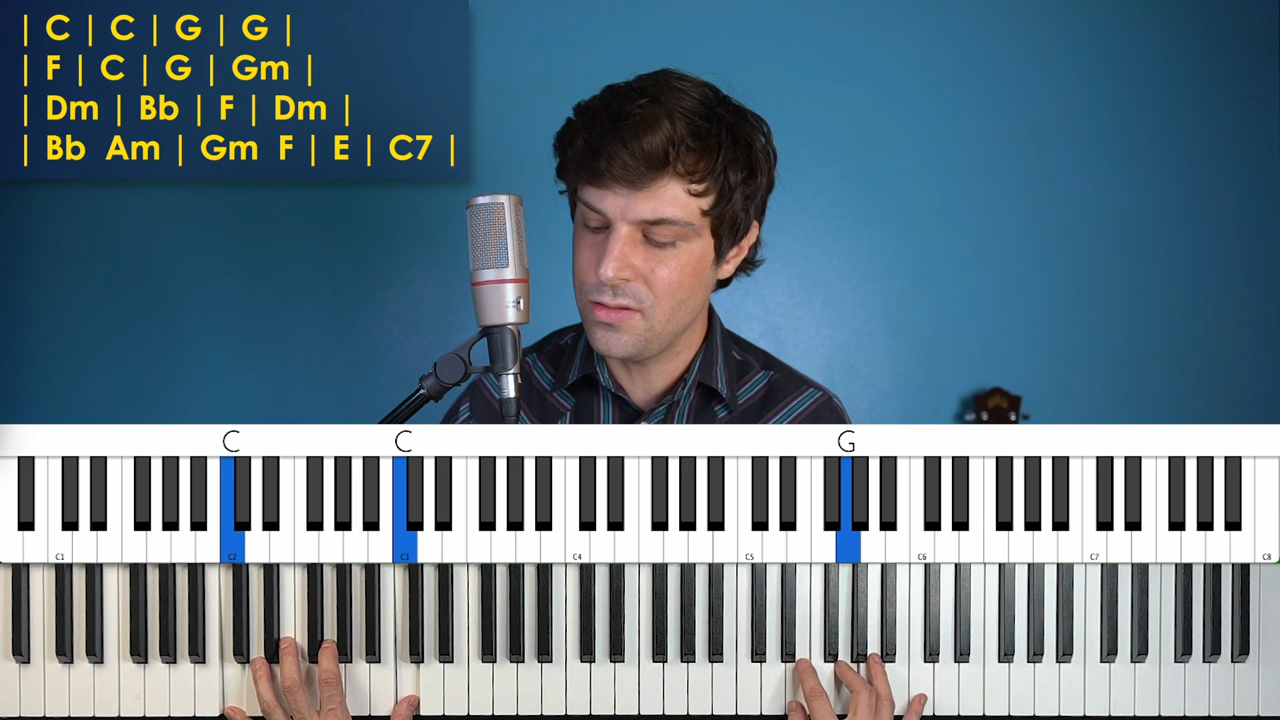 | C | C | G | G |
| F | C | G | Gm |
| Dm | Bb | F | Dm |
| Bb Am | Gm F | E | C7 |
C C G
C1 C2 C3 C4 C5 C6 C7 C8